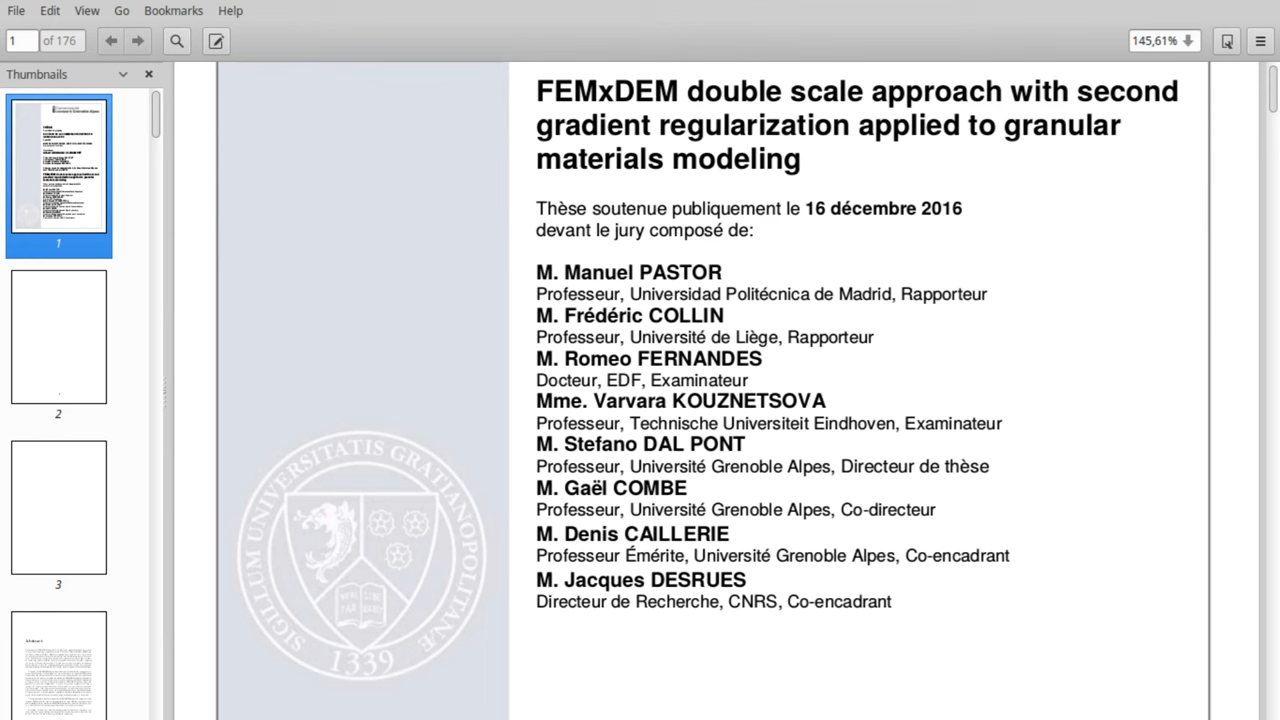 File Edit View Go Bookmarks Help
1 of 176 145,61%
Thumbnails
1
2
3
FEMxDEM double scale approach with second
gradient regularization applied to granular
materials modeling
Thèse soutenue publiquement le 16 décembre 2016
devant le jury composé de:
M. Manuel PASTOR
Professeur, Universidad Politécnica de Madrid, Rapporteur
M. Frédéric COLLIN
Professeur, Université de Liège, Rapporteur
M. Romeo FERNANDES
Docteur, EDF, Examinateur
Mme. Varvara KOUZNETSOVA
Professeur, Technische Universiteit Eindhoven, Examinateur
M. Stefano DAL PONT
Professeur, Université Grenoble Alpes, Directeur de thèse
M. Gaël COMBE
Professeur, Université Grenoble Alpes, Co-directeur
M. Denis CAILLERIE
Professeur Émérite, Université Grenoble Alpes, Co-encadrant
M. Jacques DESRUES
Directeur de Recherche, CNRS, Co-encadrant
SIGILLUM UNIVERSITATIS GRATIANOPOLITANÆ
1339